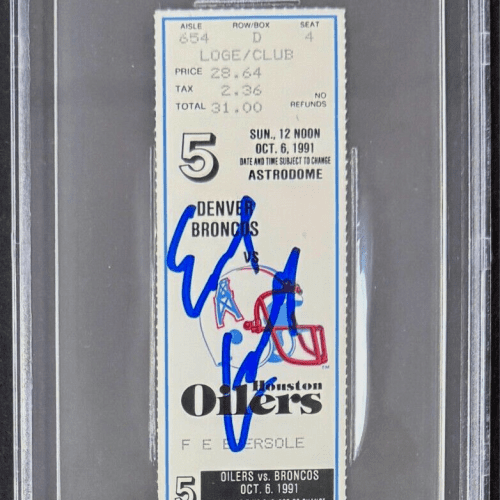 AISLE ROW/BOX SEAT
654 D 4
LOGE/CLUB
PRICE 28.64
TAX 2.36
TOTAL 31.00
NO
REFUNDS
5
SUN., 12 NOON
OCT. 6, 1991
DATE AND TIME SUBJECT TO CHANGE
ASTRODOME
DENVER
BRONCOS
VS
Houston
Oilers
F E EBERSOLE
5
OILERS vs. BRONCOS
OCT. 6, 1991